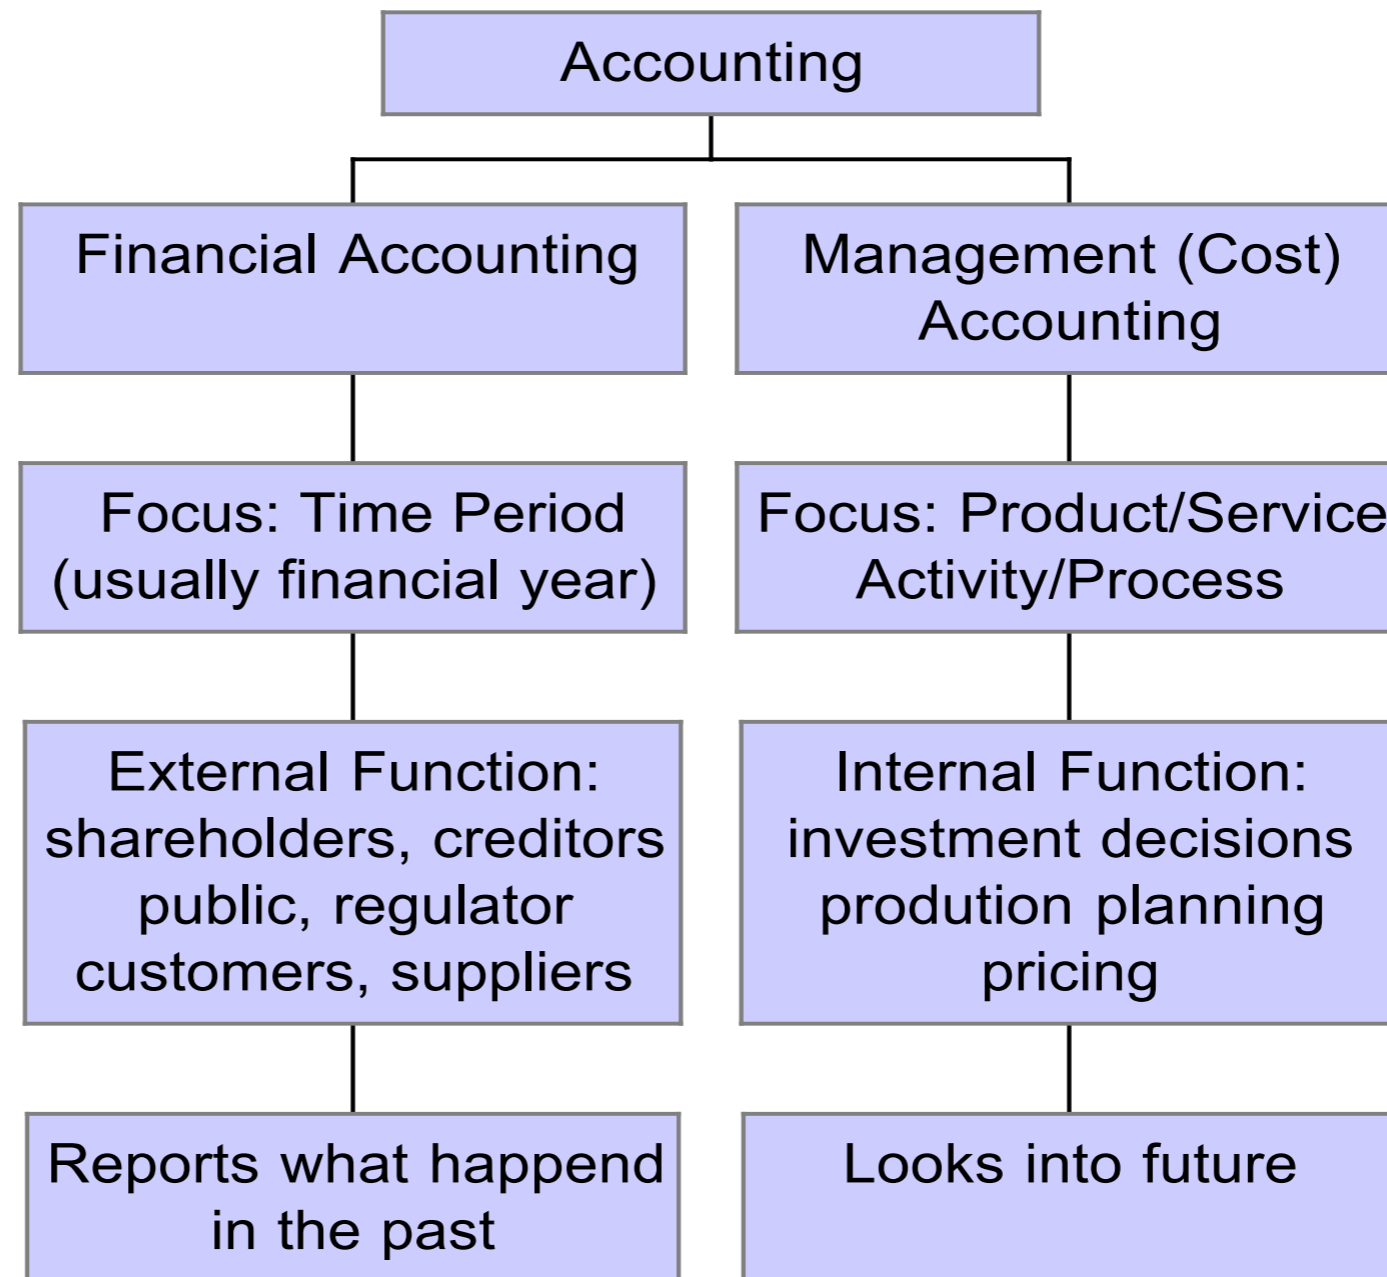 Accounting
Financial Accounting
Management (Cost)
Accounting
Focus: Time Period
(usually financial year)
Focus: Product/Service
Activity/Process
External Function:
shareholders, creditors
public, regulator
customers, suppliers
Internal Function:
investment decisions
prodution planning
pricing
Reports what happend
in the past
Looks into future